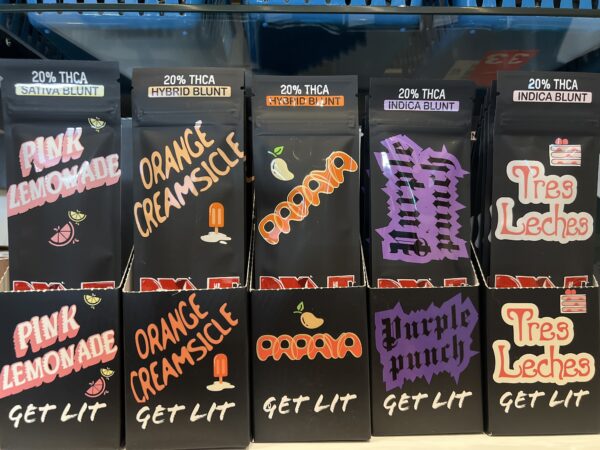 20% THCA
SATIVA BLUNT
PINK
LEMONADE
PINK
LEMONADE
GET LIT
20% THCA
HYBRID BLUNT
ORANGE
CREAMSICLE
ORANGE
CREAMSICLE
GET LIT
20% THCA
HYBRID BLUNT
PAPAYA
PAPAYA
GET LIT
20% THCA
INDICA BLUNT
Purple
punch
Purple
punch
GET LIT
20% THCA
INDICA BLUNT
Tres
Leches
Tres
Leches
GET LIT